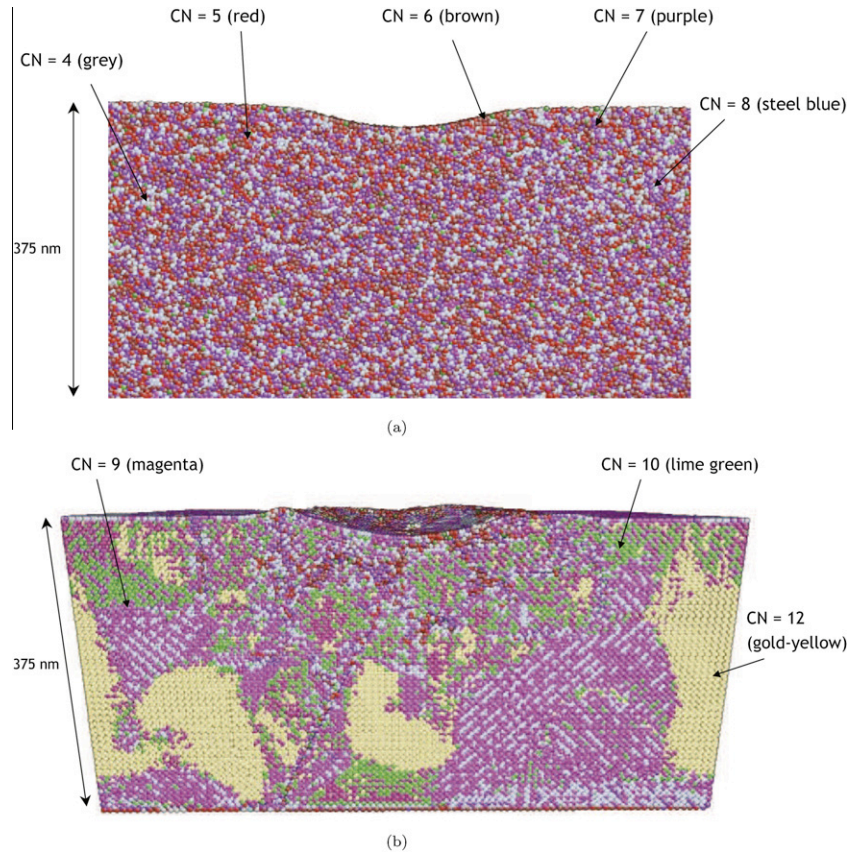 CN = 5 (red)
CN = 6 (brown)
CN = 7 (purple)
CN = 4 (grey)
CN = 8 (steel blue)
375 nm
(a)
CN = 9 (magenta)
CN = 10 (lime green)
CN = 12
(gold-yellow)
375 nm
(b)